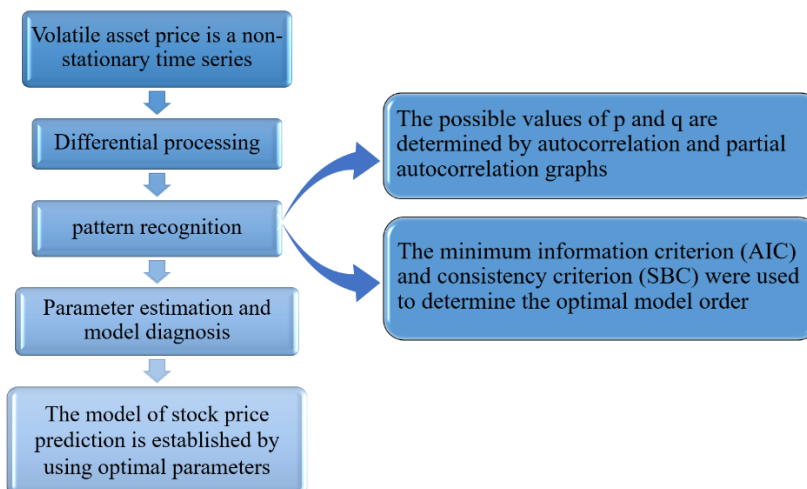 Volatile asset price is a non-
stationary time series
Differential processing
pattern recognition
The possible values of p and q are
determined by autocorrelation and partial
autocorrelation graphs
The minimum information criterion (AIC)
and consistency criterion (SBC) were used
to determine the optimal model order
Parameter estimation and
model diagnosis
The model of stock price
prediction is established by
using optimal parameters